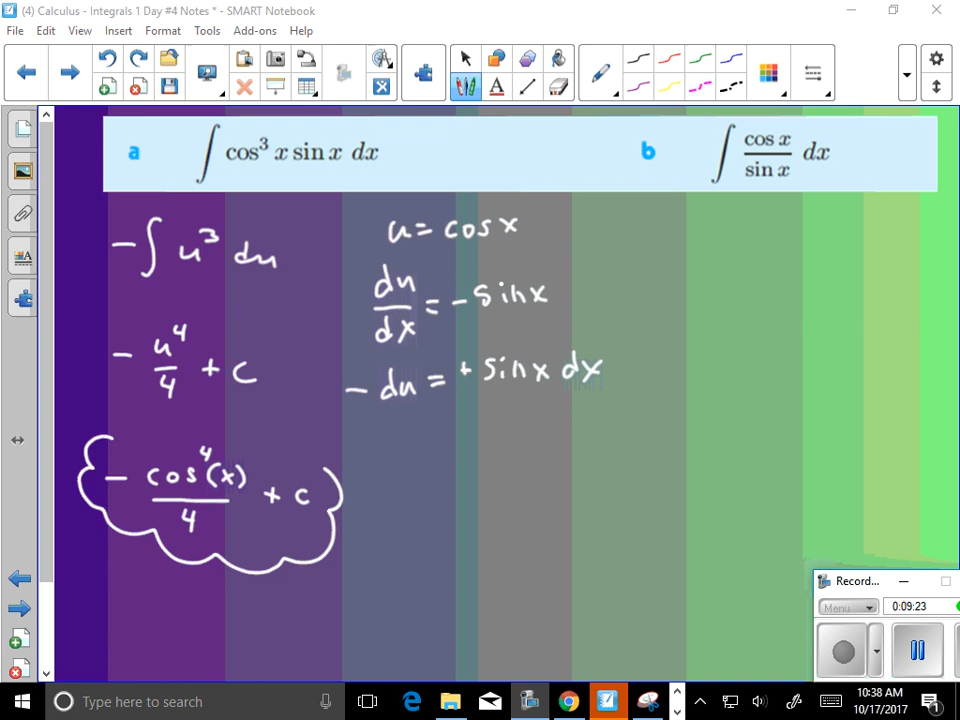 (4) Calculus - Integrals 1 Day #4 Notes * - SMART Notebook
File Edit View Insert Format Tools Add-ons Help
a ∫ cos³ x sin x dx b ∫ cos x / sin x dx
- ∫ u³ du
u = cos x
du/dx = - sin x
- u⁴/4 + c
- du = + sin x dx
- cos⁴(x)/4 + c
Record...
Menu 0:09:23
Type here to search
10:38 AM
10/17/2017
1